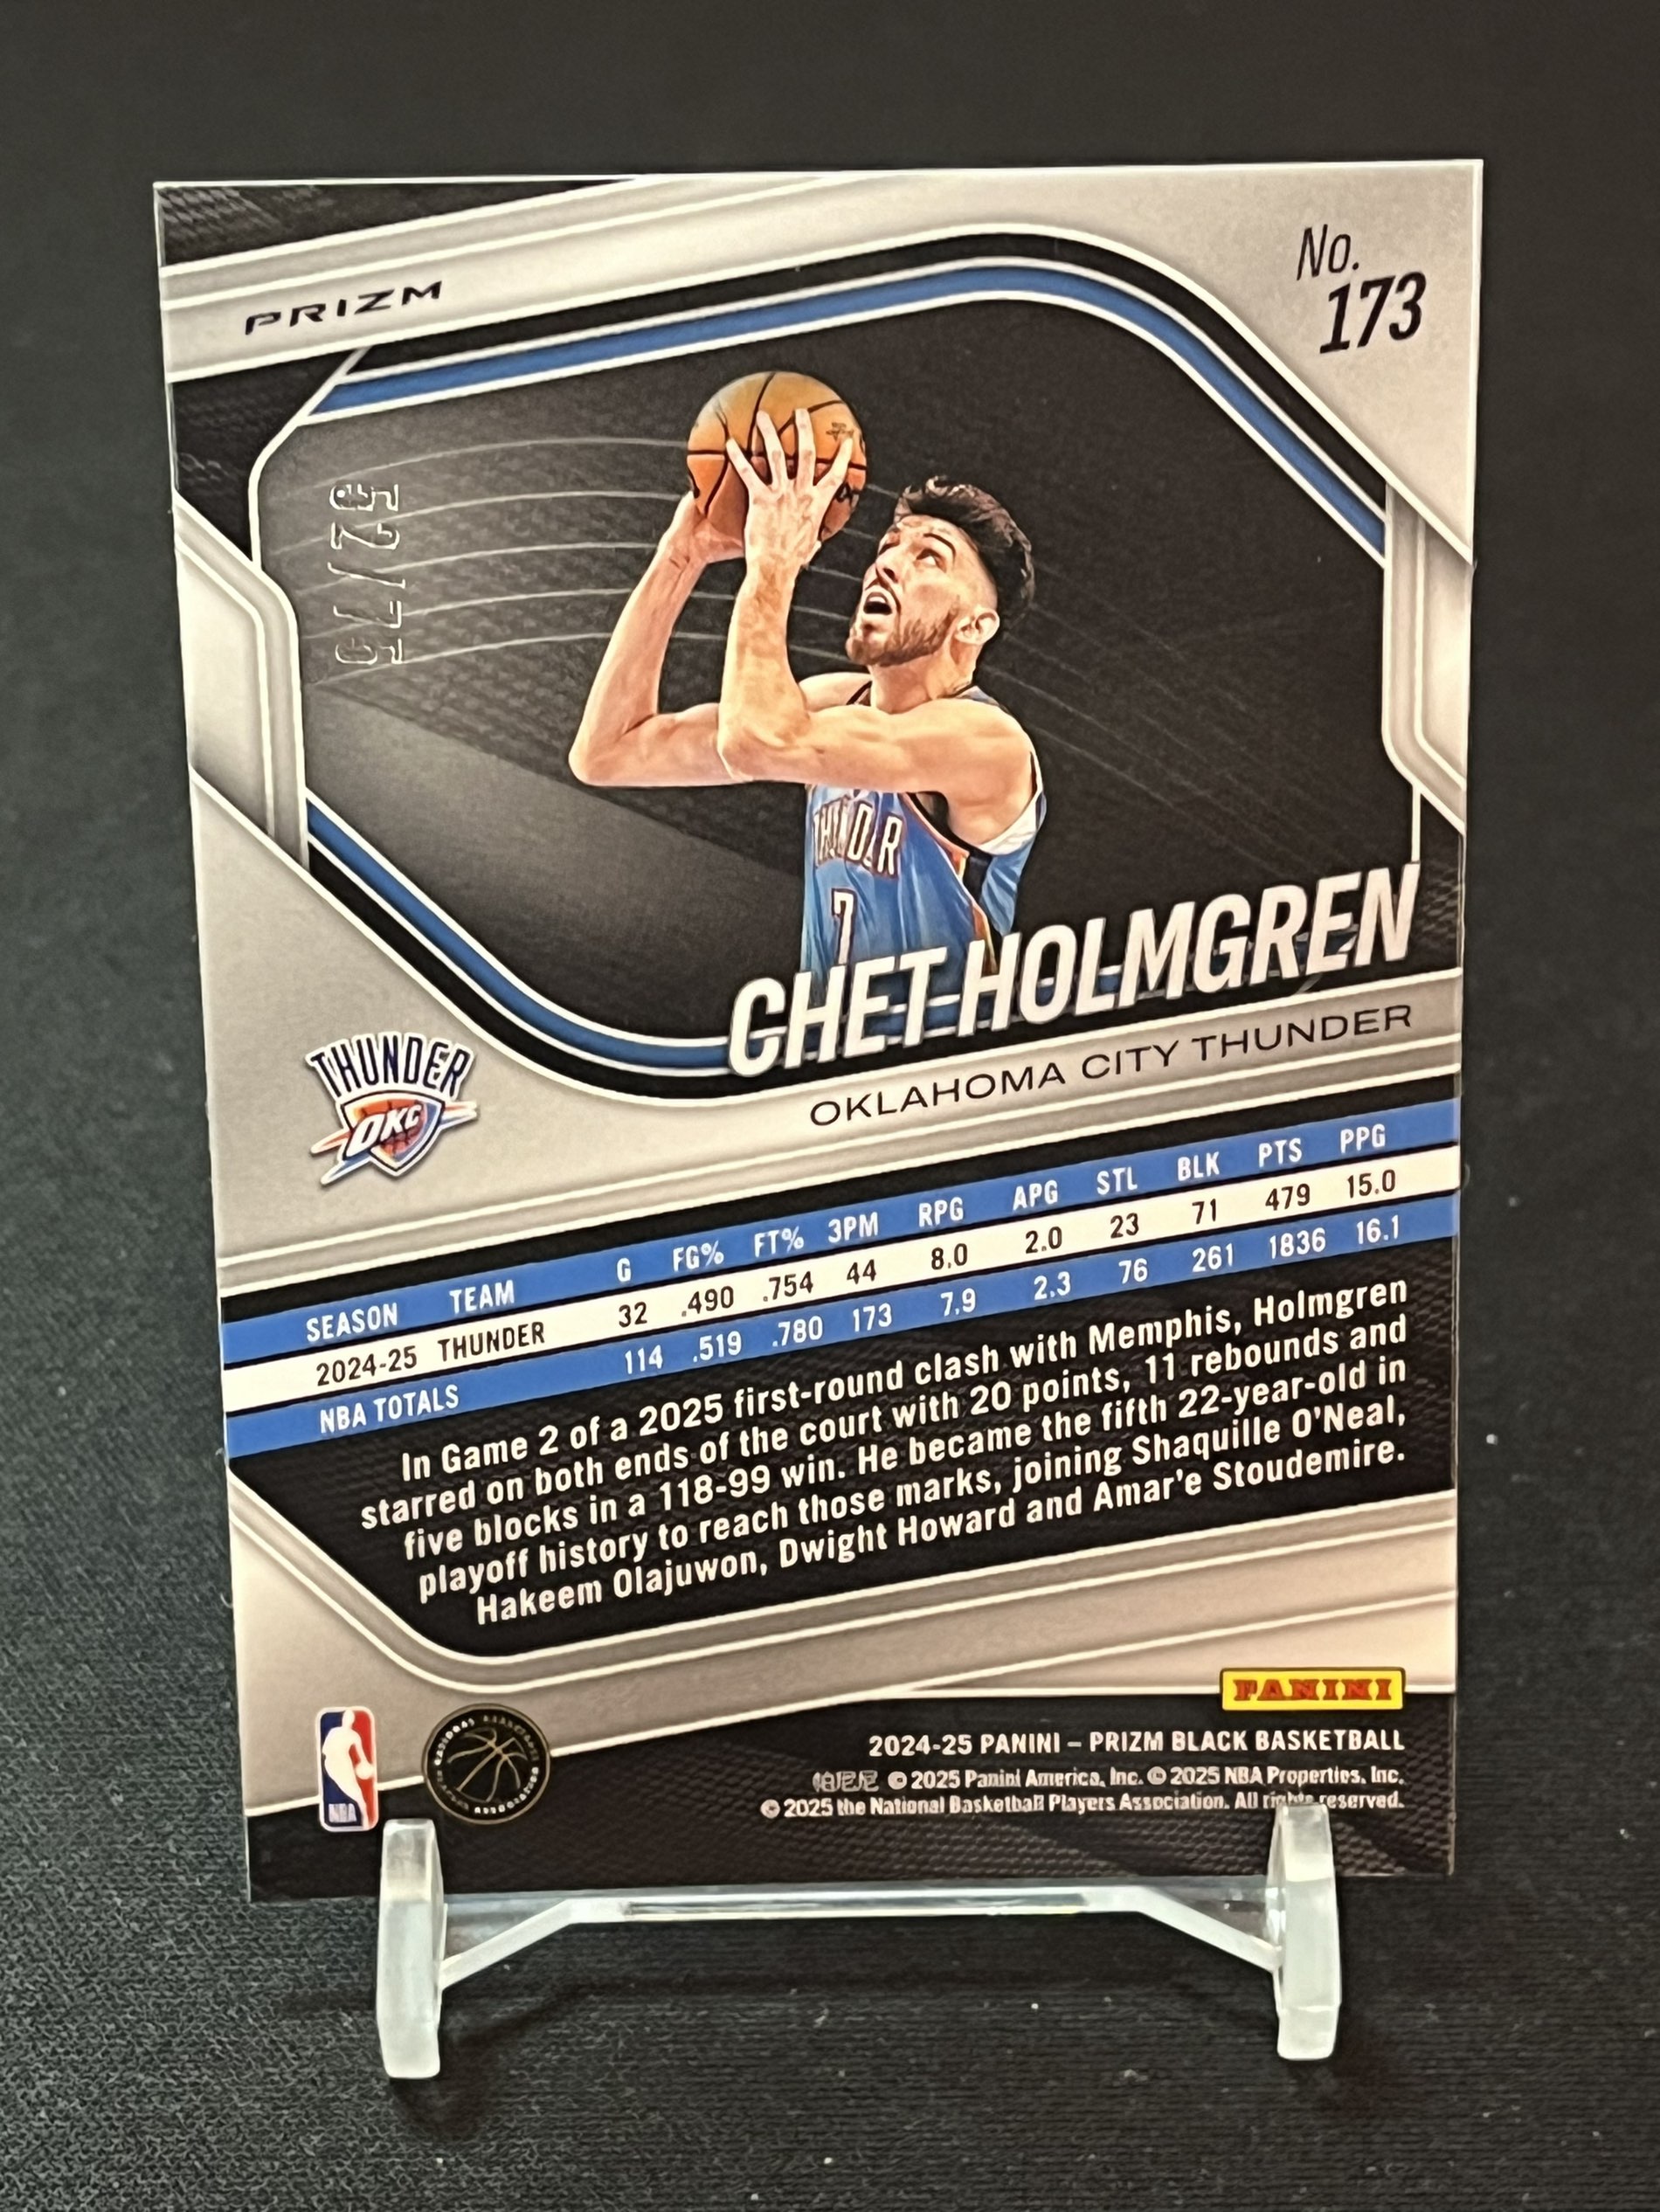 PRIZM
No.
173
52/75
THUNDER
7
CHET HOLMGREN
OKLAHOMA CITY THUNDER
THUNDER
OKC
SEASON TEAM G FG% FT% 3PM RPG APG STL BLK PTS PPG
2024-25 THUNDER 32 .490 .754 44 8.0 2.0 23 71 479 15.0
NBA TOTALS 114 .519 .780 173 7.9 2.3 76 261 1836 16.1
In Game 2 of a 2025 first-round clash with Memphis, Holmgren
starred on both ends of the court with 20 points, 11 rebounds and
five blocks in a 118-99 win. He became the fifth 22-year-old in
playoff history to reach those marks, joining Shaquille O'Neal,
Hakeem Olajuwon, Dwight Howard and Amar'e Stoudemire.
PANINI
NBA
2024-25 PANINI – PRIZM BLACK BASKETBALL
帕尼尼 © 2025 Panini America, Inc. © 2025 NBA Properties, Inc.
© 2025 the National Basketball Players Association. All rights reserved.